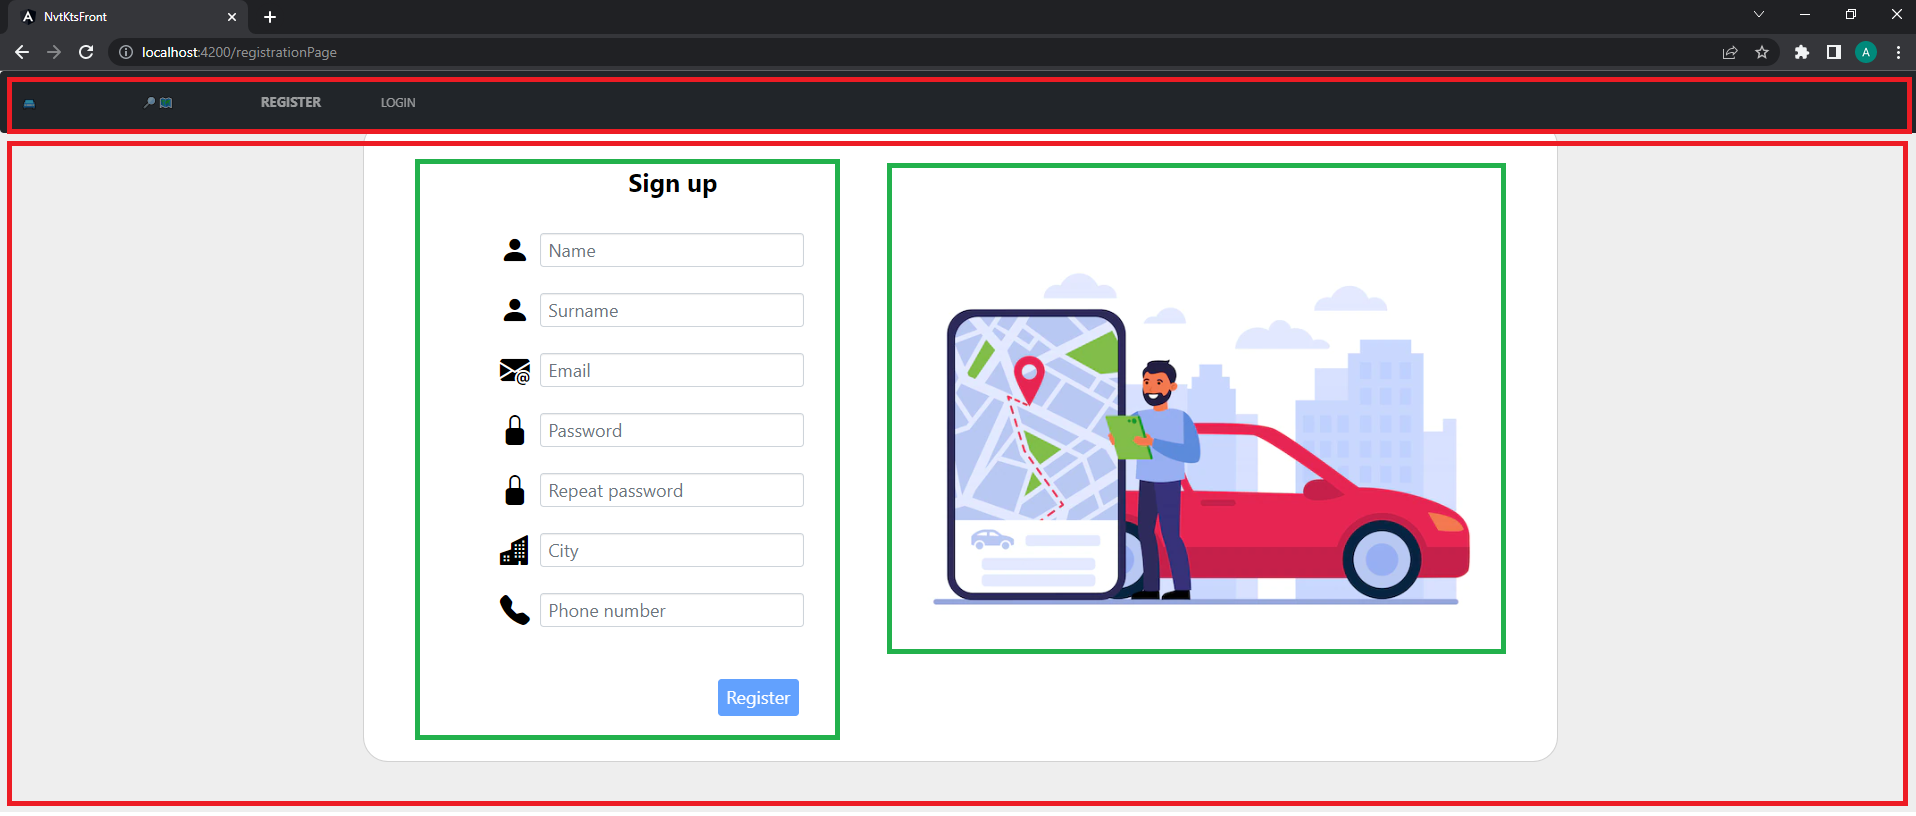 NvtKtsFront
localhost:4200/registrationPage
A
REGISTER
LOGIN
Sign up
Name
Surname
Email
Password
Repeat password
City
Phone number
Register